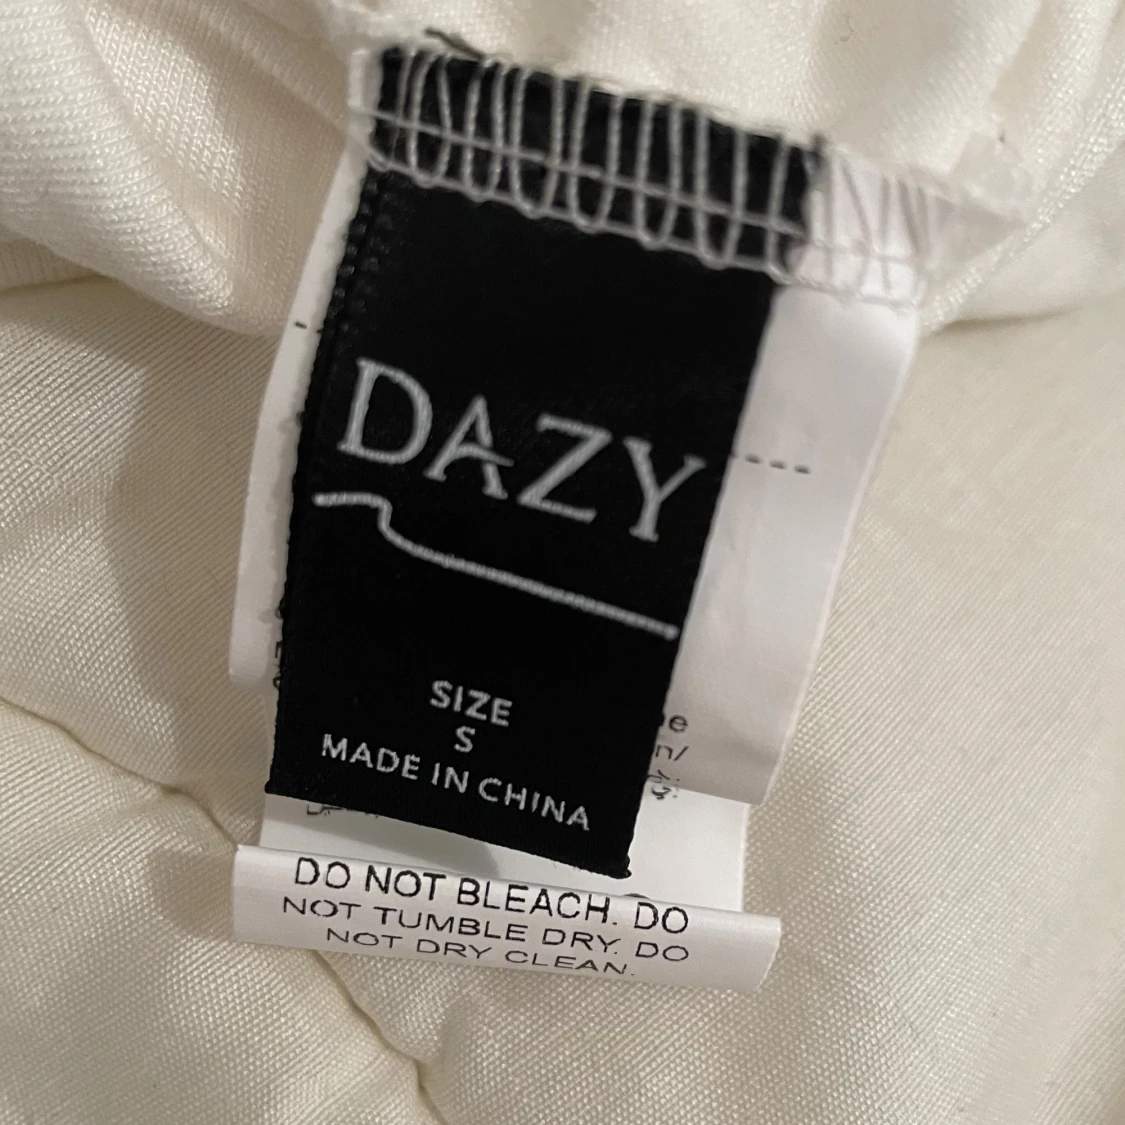 DAZY
SIZE
S
MADE IN CHINA
DO NOT BLEACH. DO
NOT TUMBLE DRY. DO
NOT DRY CLEAN.